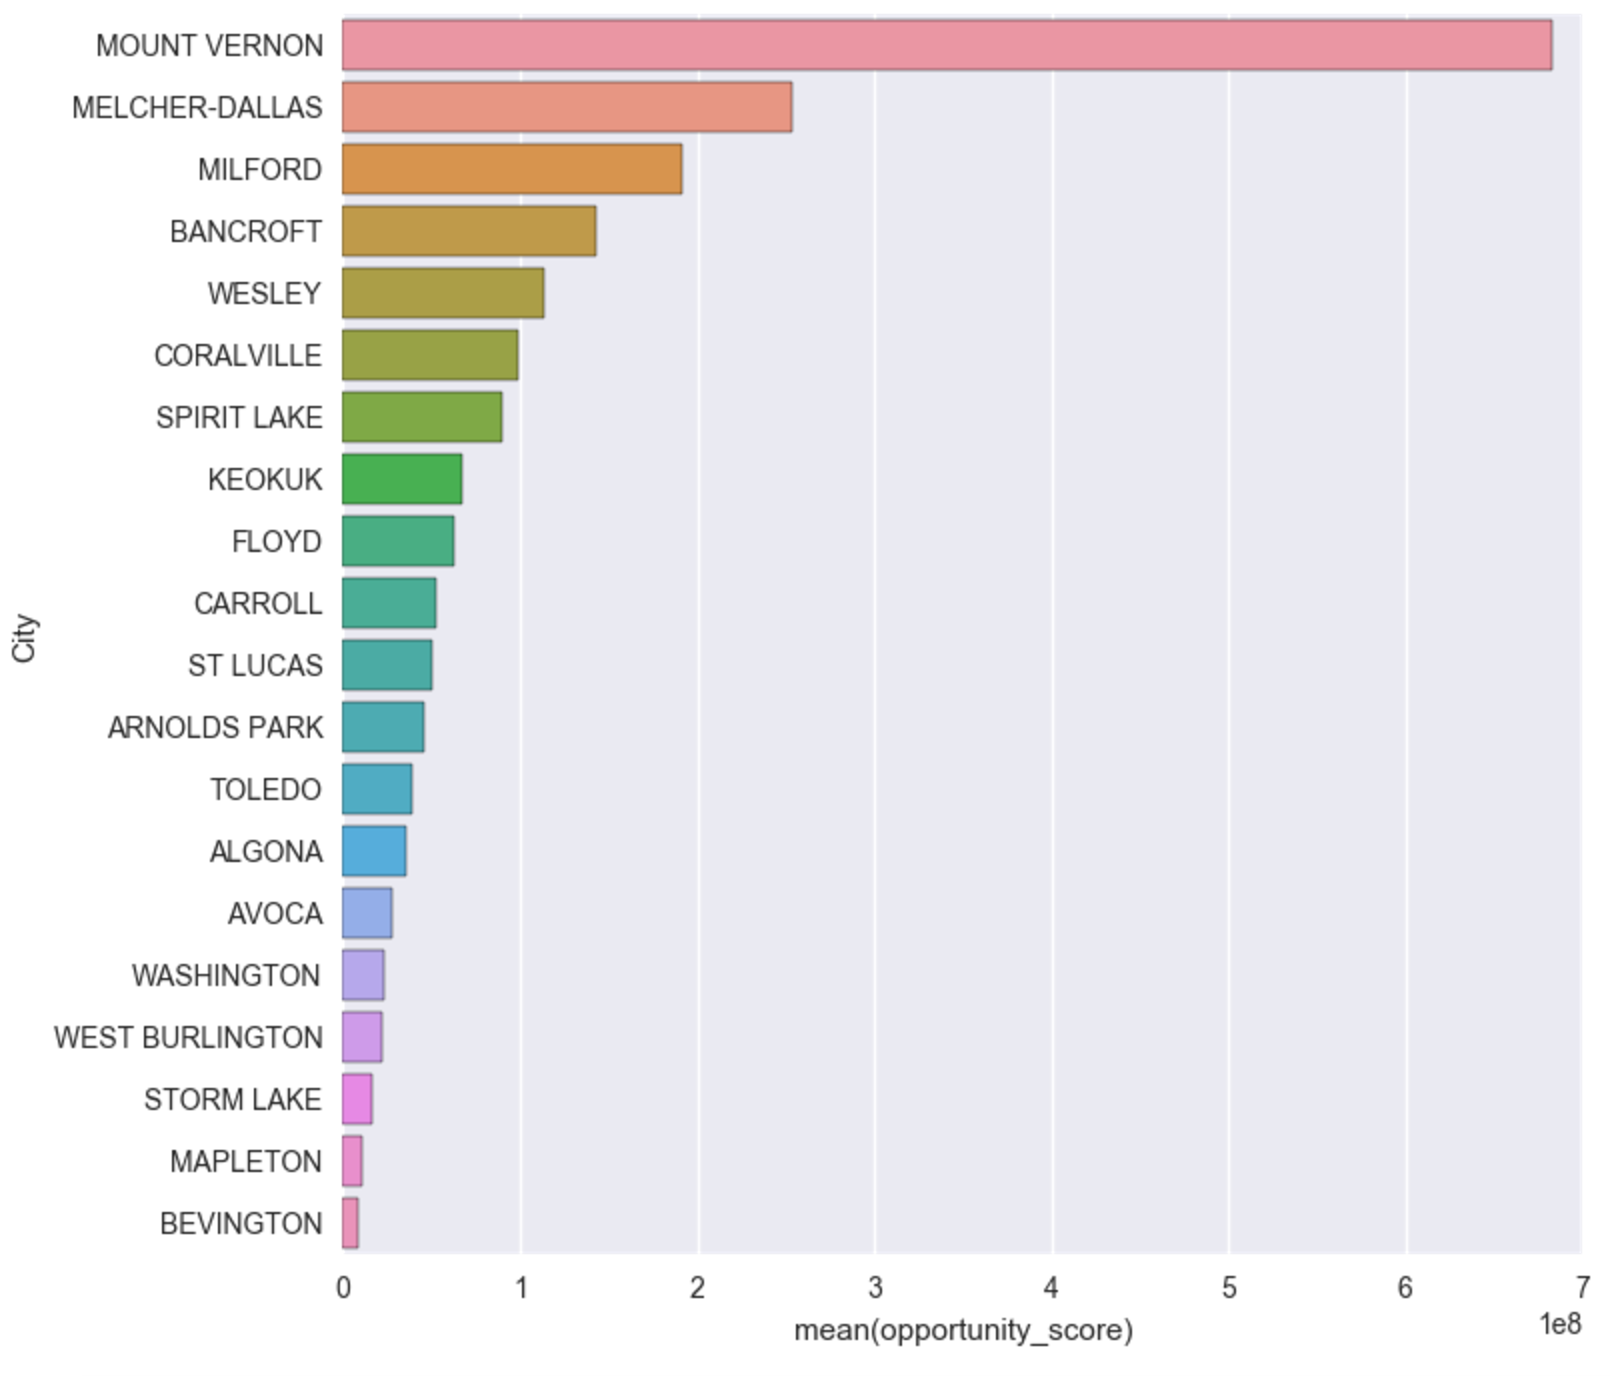 MOUNT VERNON
MELCHER-DALLAS
MILFORD
BANCROFT
WESLEY
CORALVILLE
SPIRIT LAKE
KEOKUK
FLOYD
CARROLL
ST LUCAS
ARNOLDS PARK
TOLEDO
ALGONA
AVOCA
WASHINGTON
WEST BURLINGTON
STORM LAKE
MAPLETON
BEVINGTON
City
0 1 2 3 4 5 6 7
1e8
mean(opportunity_score)